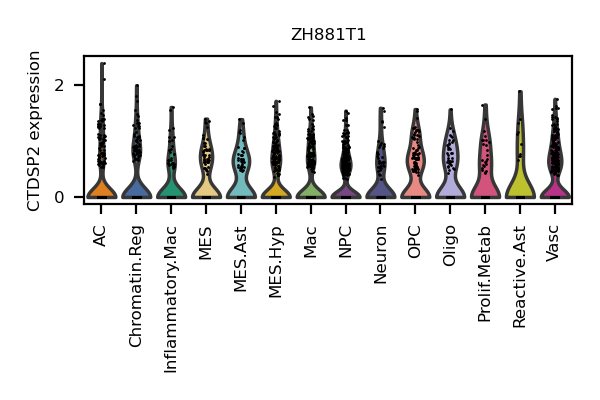 ZH881T1
CTDSP2 expression
2
0
AC
Chromatin.Reg
Inflammatory.Mac
MES
MES.Ast
MES.Hyp
Mac
NPC
Neuron
OPC
Oligo
Prolif.Metab
Reactive.Ast
Vasc